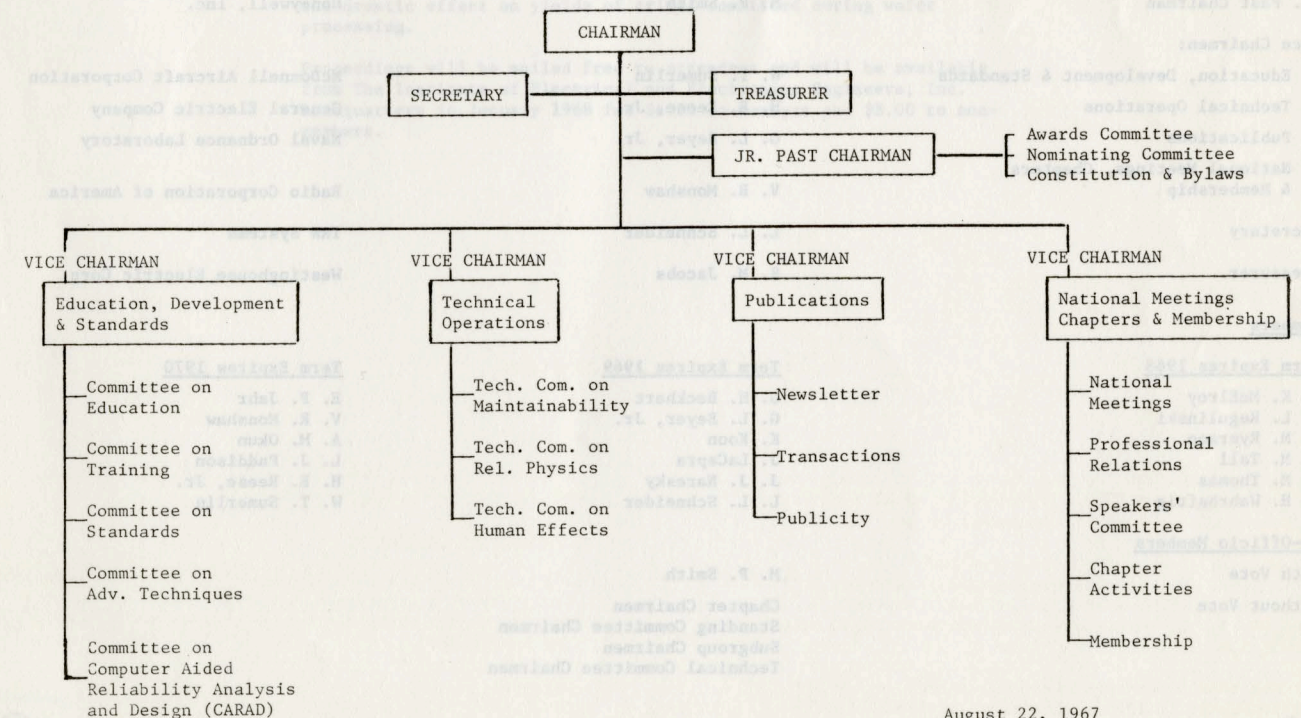 CHAIRMAN
SECRETARY
TREASURER
JR. PAST CHAIRMAN
Awards Committee
Nominating Committee
Constitution & Bylaws
VICE CHAIRMAN
Education, Development
& Standards
Committee on
Education
Committee on
Training
Committee on
Standards
Committee on
Adv. Techniques
Committee on
Computer Aided
Reliability Analysis
and Design (CARAD)
VICE CHAIRMAN
Technical
Operations
Tech. Com. on
Maintainability
Tech. Com. on
Rel. Physics
Tech. Com. on
Human Effects
VICE CHAIRMAN
Publications
Newsletter
Transactions
Publicity
VICE CHAIRMAN
National Meetings
Chapters & Membership
National
Meetings
Professional
Relations
Speakers'
Committee
Chapter
Activities
Membership
August 22, 1967